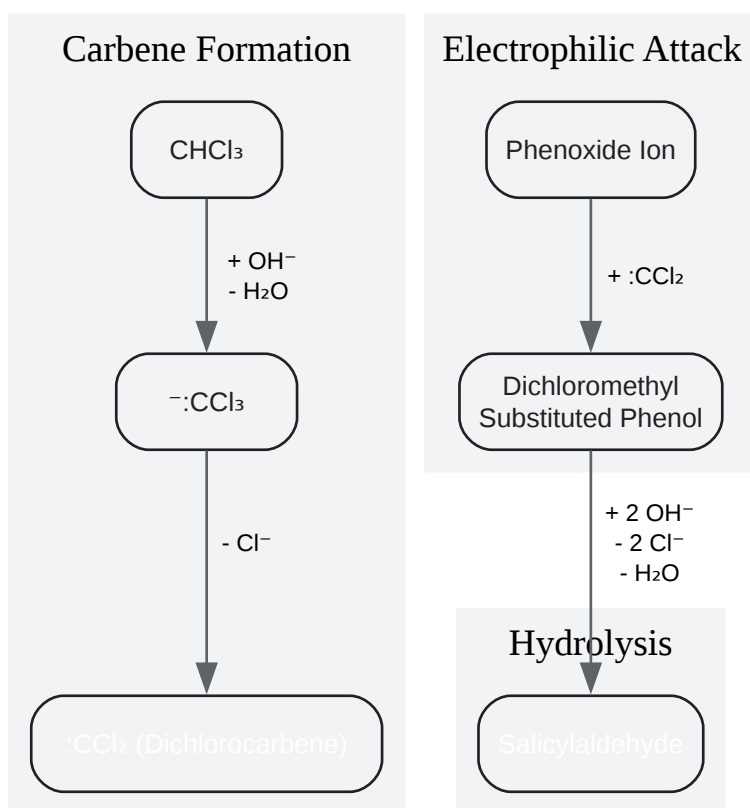 Carbene Formation
CHCl₃
+ OH⁻
- H₂O
⁻:CCl₃
- Cl⁻
:CCl₂ (Dichlorocarbene)
Electrophilic Attack
Phenoxide Ion
+ :CCl₂
Dichloromethyl
Substituted Phenol
+ 2 OH⁻
- 2 Cl⁻
- H₂O
Hydrolysis
Salicylaldehyde